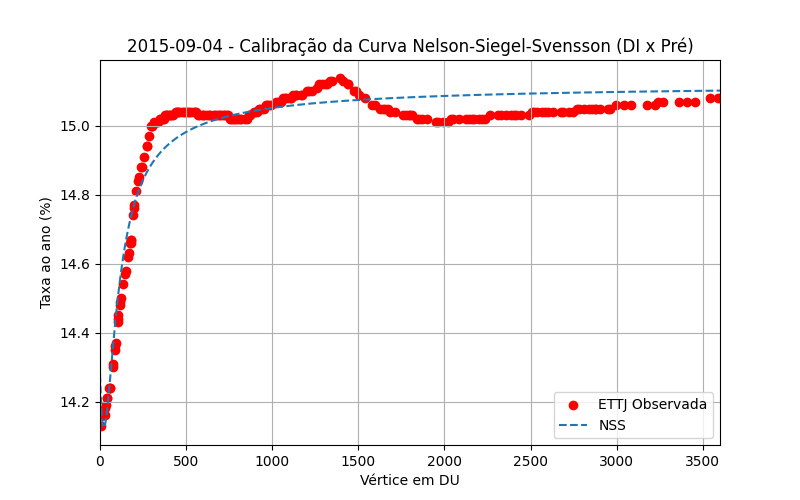 2015-09-04 - Calibração da Curva Nelson-Siegel-Svensson (DI x Pré)
Taxa ao ano (%)
15.0
14.8
14.6
14.4
14.2
ETTJ Observada
NSS
0 500 1000 1500 2000 2500 3000 3500
Vértice em DU